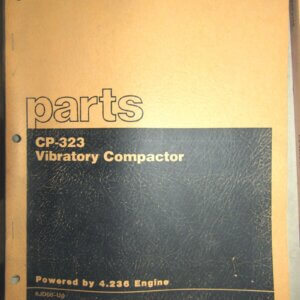 parts
CP-323
Vibratory Compactor
Powered by 4.236 Engine